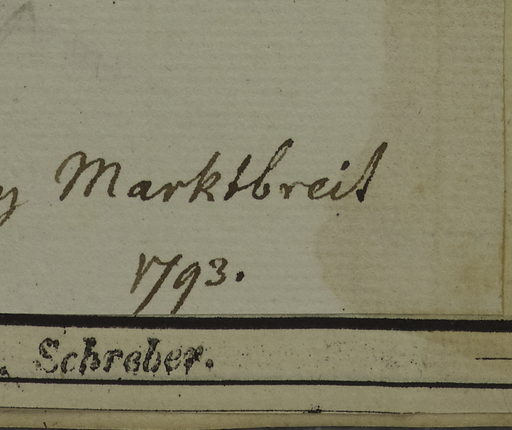 y Marktbreit
1793.
. Schreber.